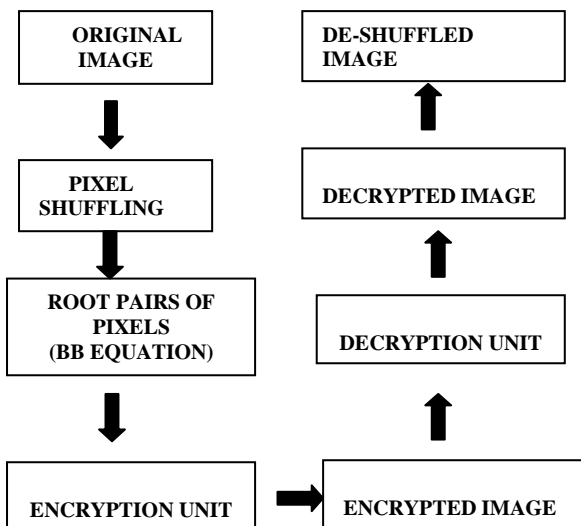 ORIGINAL
IMAGE
PIXEL
SHUFFLING
ROOT PAIRS OF
PIXELS
(BB EQUATION)
ENCRYPTION UNIT
ENCRYPTED IMAGE
DECRYPTION UNIT
DECRYPTED IMAGE
DE-SHUFFLED
IMAGE